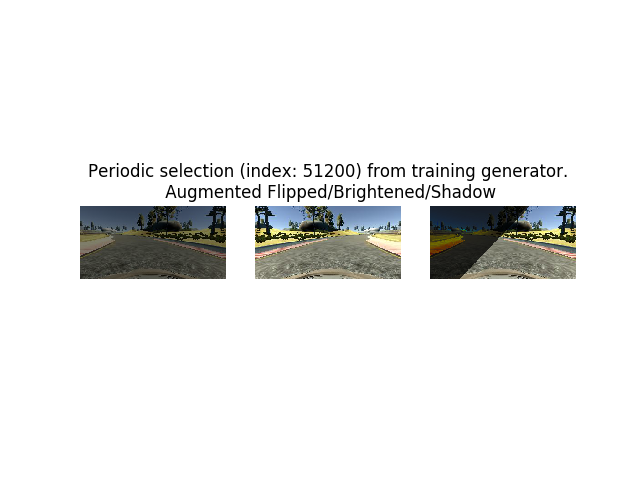 Periodic selection (index: 51200) from training generator.
Augmented Flipped/Brightened/Shadow